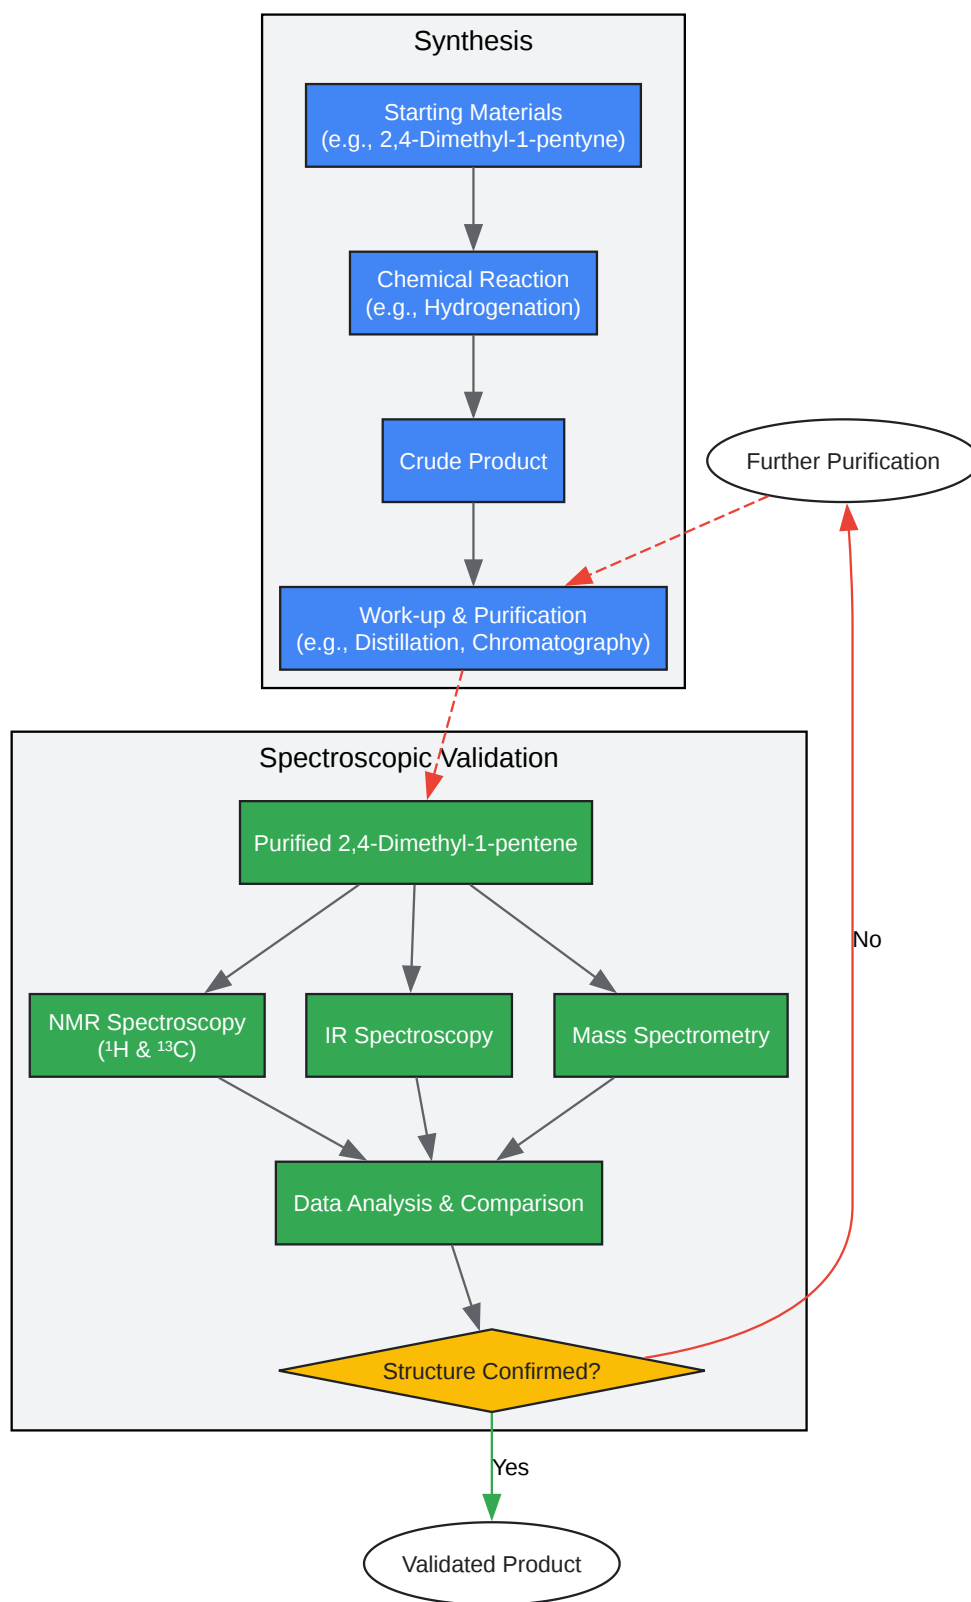 Synthesis
Starting Materials
(e.g., 2,4-Dimethyl-1-pentyne)
Chemical Reaction
(e.g., Hydrogenation)
Crude Product
Further Purification
Work-up & Purification
(e.g., Distillation, Chromatography)
Spectroscopic Validation
Purified 2,4-Dimethyl-1-pentene
No
NMR Spectroscopy
(¹H & ¹³C)
IR Spectroscopy
Mass Spectrometry
Data Analysis & Comparison
Structure Confirmed?
Yes
Validated Product